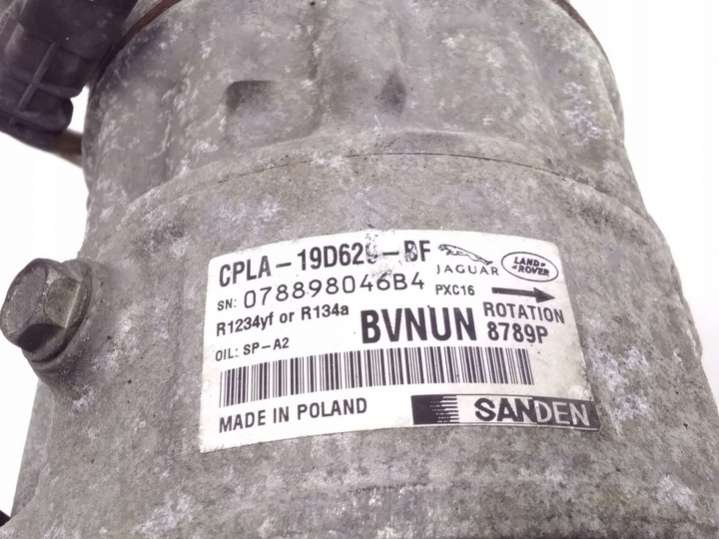 CPLA-19D629-BF
JAGUAR
LAND ROVER
SN: 078898046B4
PXC16
R1234yf or R134a
BVNUN
ROTATION
8789P
OIL: SP-A2
MADE IN POLAND
SANDEN